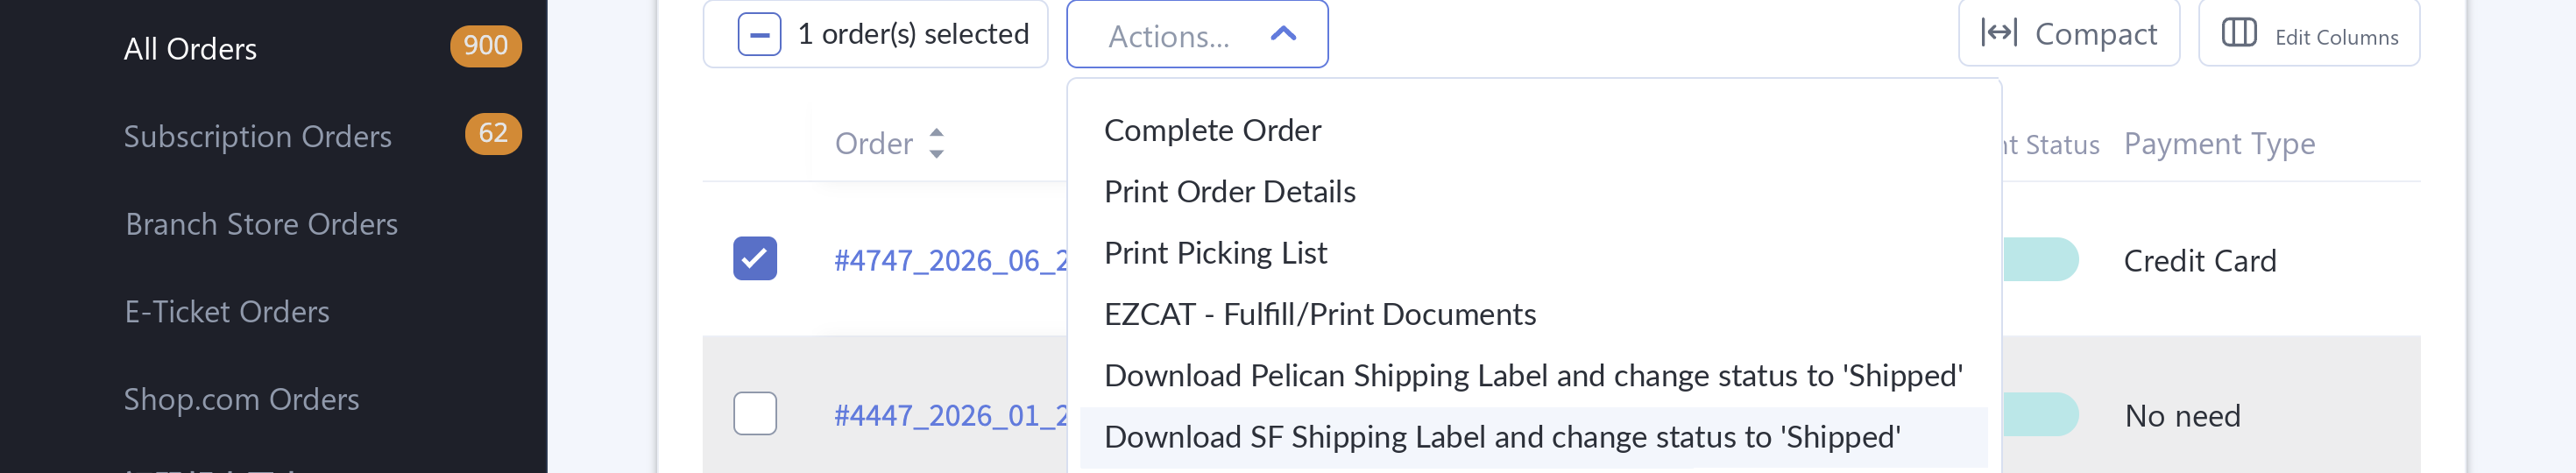 All Orders 900
Subscription Orders 62
Branch Store Orders
E-Ticket Orders
Shop.com Orders
1 order(s) selected
Actions...
Compact
Edit Columns
Order
Status
Payment Type
#4747_2026_06_2
Credit Card
#4447_2026_01_2
No need
Complete Order
Print Order Details
Print Picking List
EZCAT - Fulfill/Print Documents
Download Pelican Shipping Label and change status to 'Shipped'
Download SF Shipping Label and change status to 'Shipped'